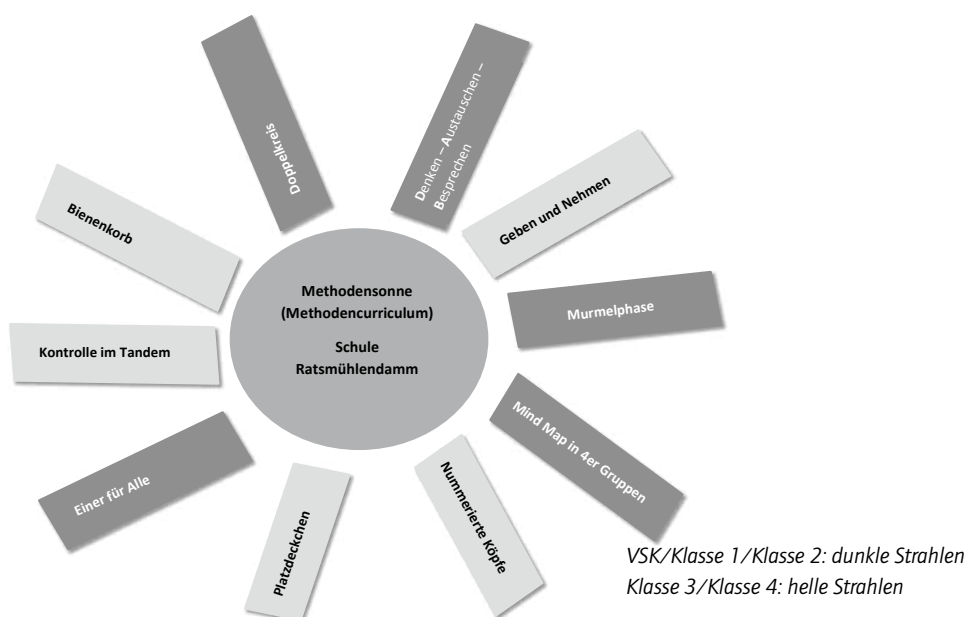 Doppelkreis
Denken – Austauschen –
Besprechen
Geben und Nehmen
Murmelphase
Mind Map in 4er Gruppen
Nummerierte Köpfe
Platzdeckchen
Einer für Alle
Kontrolle im Tandem
Bienenkorb
Methodensonne
(Methodencurriculum)
Schule
Ratsmühlendamm
VSK/Klasse 1/Klasse 2: dunkle Strahlen
Klasse 3/Klasse 4: helle Strahlen